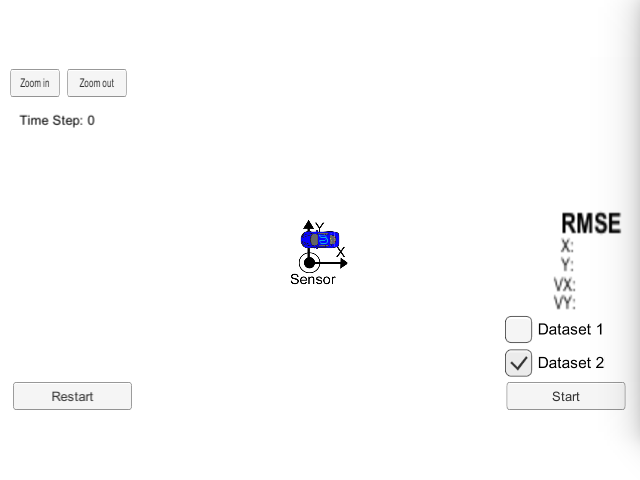 Zoom in
Zoom out
Time Step: 0
Y
X
Sensor
RMSE
X:
Y:
VX:
VY:
Dataset 1
Dataset 2
Restart
Start